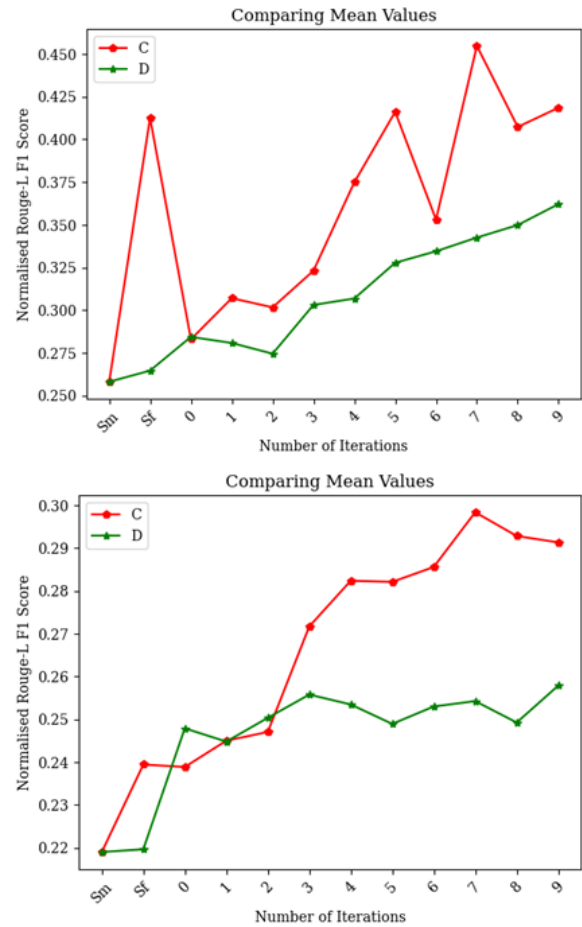 Comparing Mean Values
C
D
Normalised Rouge-L F1 Score
0.450
0.425
0.400
0.375
0.350
0.325
0.300
0.275
0.250
Sm Sf 0 1 2 3 4 5 6 7 8 9
Number of Iterations
Comparing Mean Values
C
D
Normalised Rouge-L F1 Score
0.30
0.29
0.28
0.27
0.26
0.25
0.24
0.23
0.22
Sm Sf 0 1 2 3 4 5 6 7 8 9
Number of Iterations